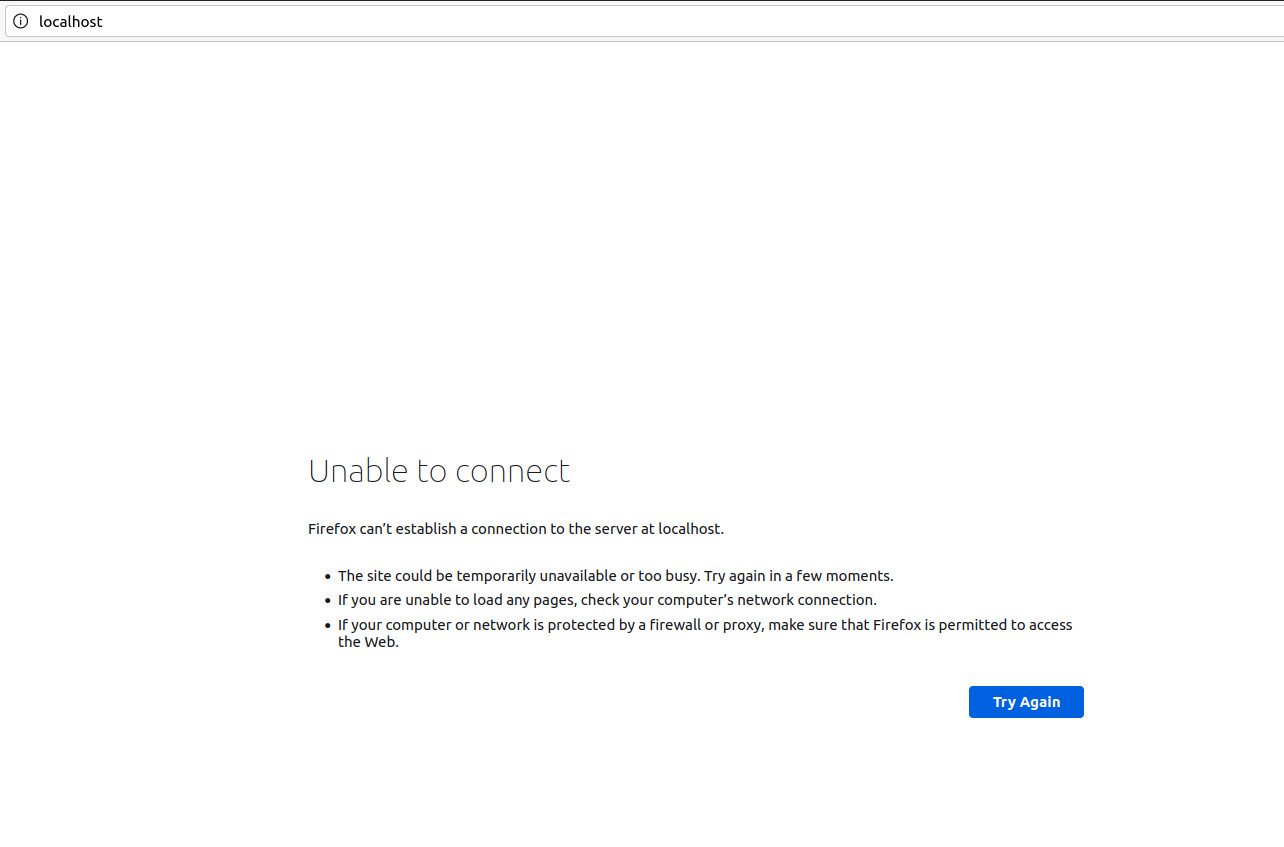 localhost
Unable to connect
Firefox can’t establish a connection to the server at localhost.
• The site could be temporarily unavailable or too busy. Try again in a few moments.
• If you are unable to load any pages, check your computer’s network connection.
• If your computer or network is protected by a firewall or proxy, make sure that Firefox is permitted to access
the Web.
Try Again